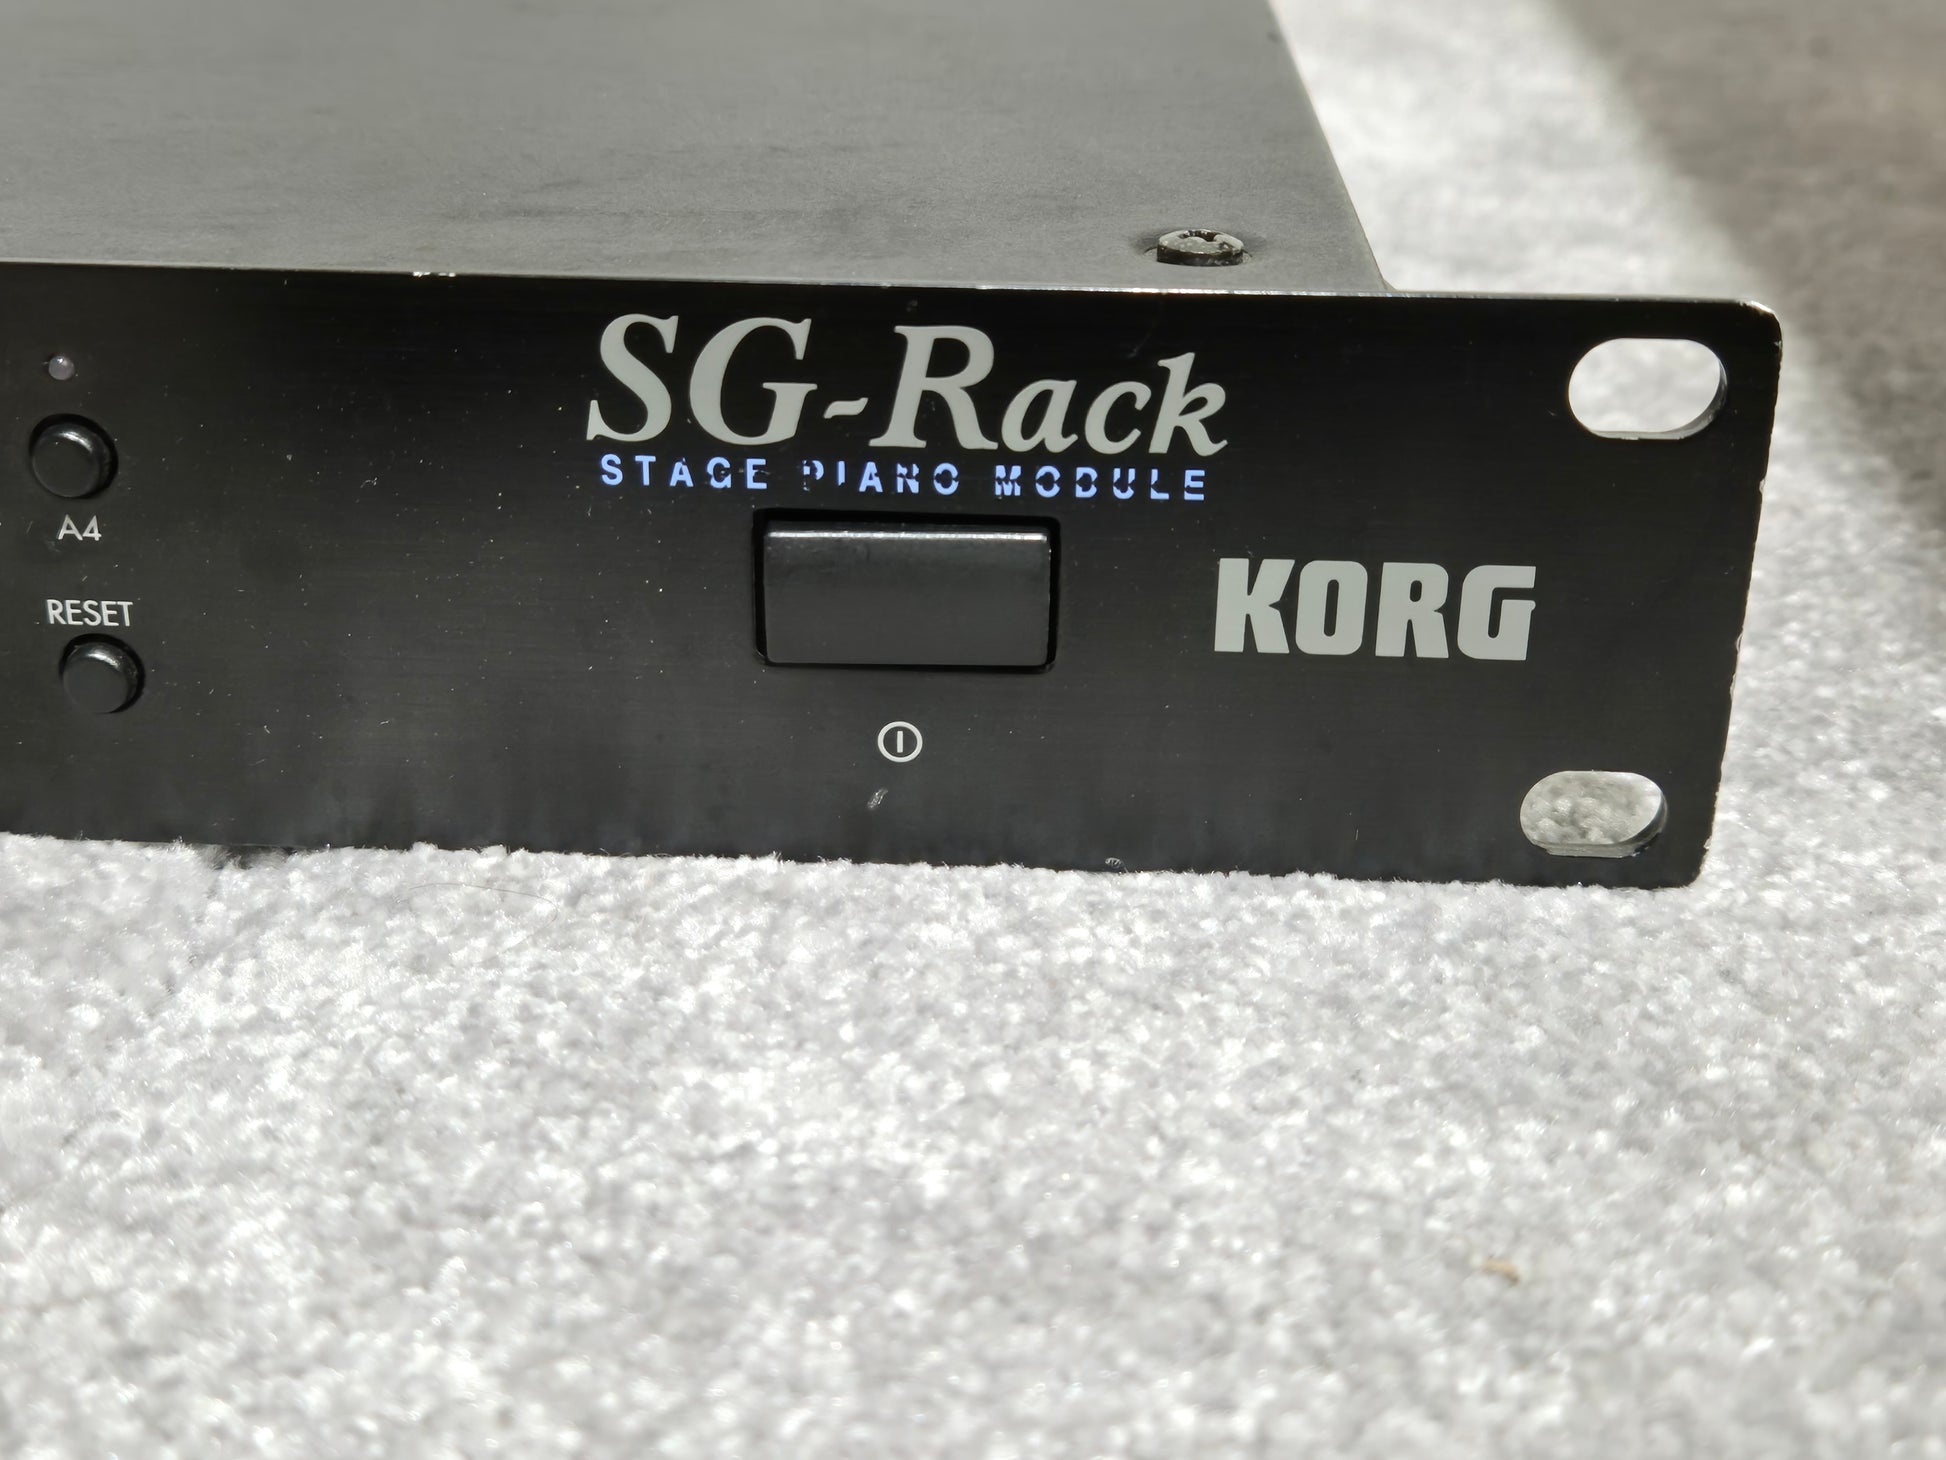 SG-Rack
STAGE PIANO MODULE
A4
RESET
KORG